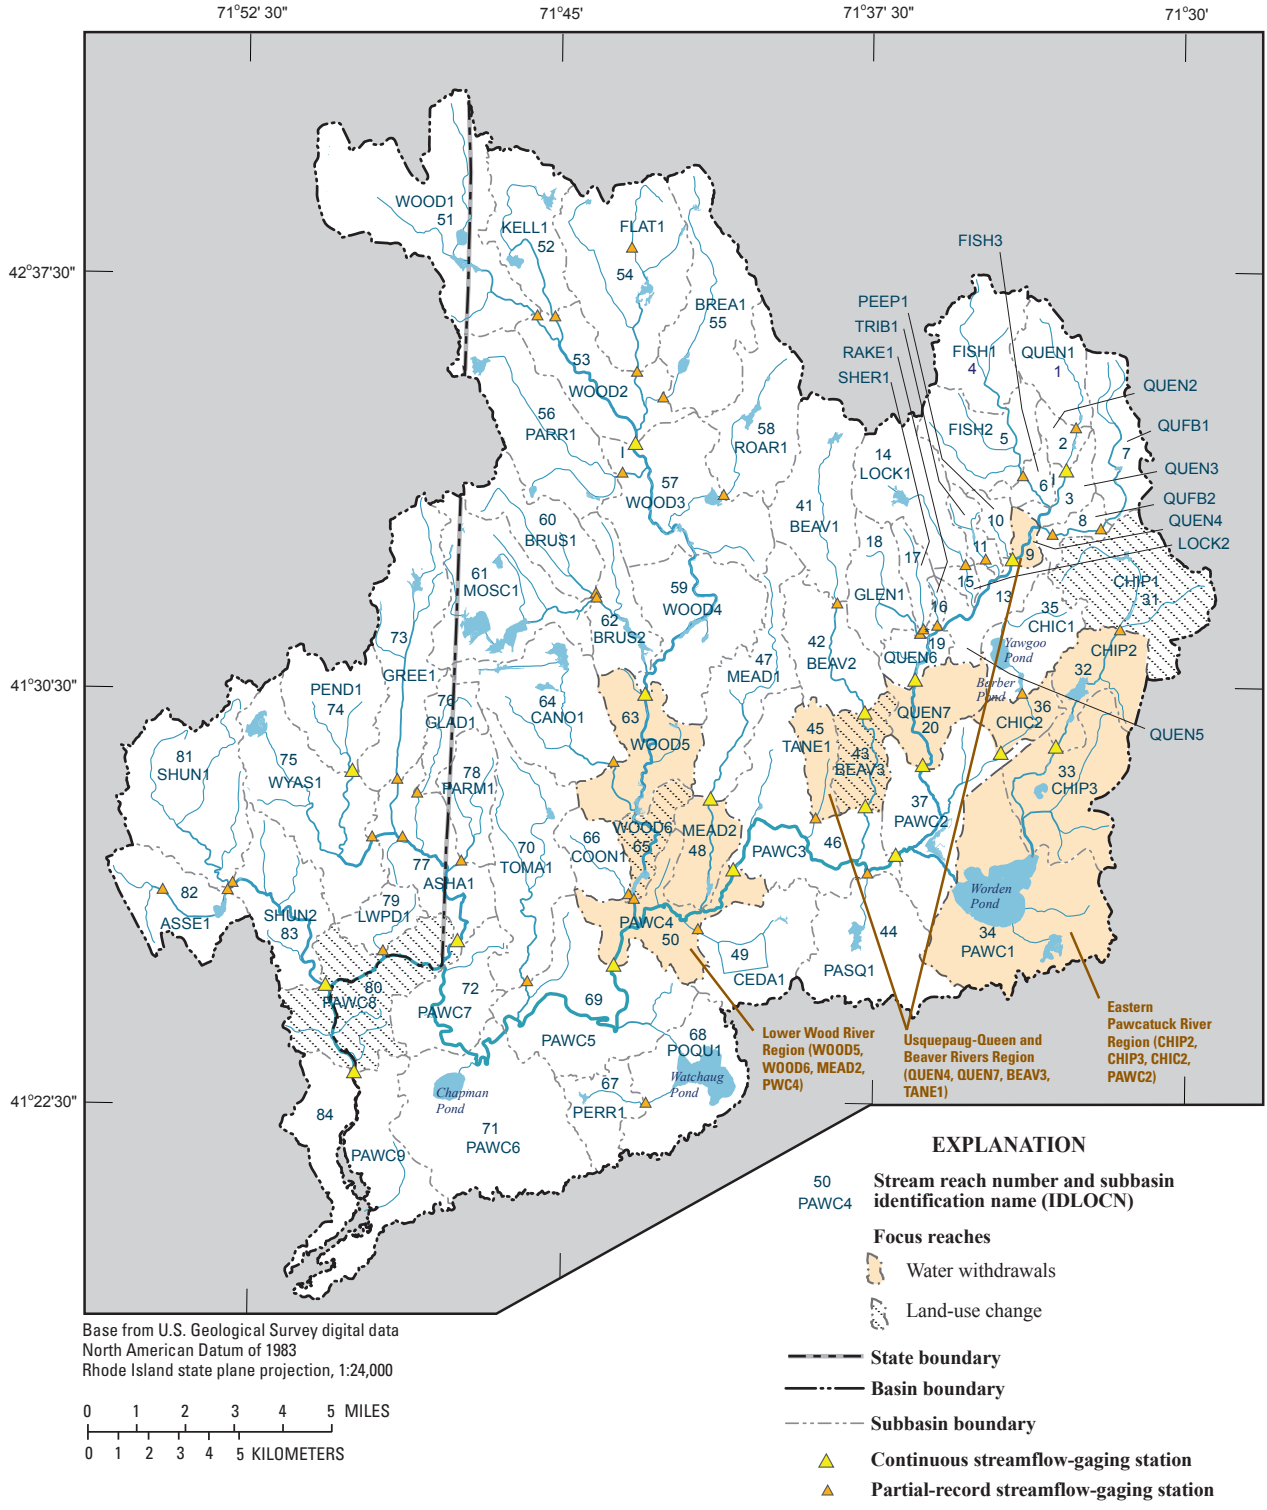 71°52' 30"
71°45'
71°37' 30"
71°30'
42°37'30"
41°30'30"
41°22'30"
WOOD1
51
KELL1
52
FLAT1
54
BREA1
55
53
WOOD2
56
PARR1
58
ROAR1
57
WOOD3
60
BRUS1
61
MOSC1
59
WOOD4
62
BRUS2
47
MEAD1
41
BEAV1
42
BEAV2
14
LOCK1
18
17
GLEN1
16
FISH3
PEEP1
TRIB1
RAKE1
SHER1
FISH1
4
QUEN1
1
FISH2
5
2
6
3
7
8
10
11
9
15
13
QUEN2
QUFB1
QUEN3
QUFB2
QUEN4
LOCK2
CHIP1
31
35
CHIC1
Yawgoo
Pond
19
QUEN6
Barber
Pond
CHIP2
32
36
CHIC2
QUEN5
QUEN7
20
33
CHIP3
37
PAWC2
45
TANE1
43
BEAV3
73
GREE1
PEND1
74
76
GLAD1
64
CANO1
63
WOOD5
81
SHUN1
75
WYAS1
78
PARM1
WOOD6
65
MEAD2
48
66
COON1
70
TOMA1
PAWC3
46
77
ASHA1
79
LWPD1
82
ASSE1
SHUN2
83
PAWC4
50
49
CEDA1
PASQ1
44
Worden
Pond
34
PAWC1
80
PAWC8
72
PAWC7
69
PAWC5
68
POQU1
Watchaug
Pond
67
PERR1
Chapman
Pond
71
PAWC6
84
PAWC9
Lower Wood River
Region (WOOD5,
WOOD6, MEAD2,
PWC4)
Usquepaug-Queen and
Beaver Rivers Region
(QUEN4, QUEN7, BEAV3,
TANE1)
Eastern
Pawcatuck River
Region (CHIP2,
CHIP3, CHIC2,
PAWC2)
EXPLANATION
50
PAWC4
Stream reach number and subbasin
identification name (IDLOCN)
Focus reaches
Water withdrawals
Land-use change
State boundary
Basin boundary
Subbasin boundary
Continuous streamflow-gaging station
Partial-record streamflow-gaging station
Base from U.S. Geological Survey digital data
North American Datum of 1983
Rhode Island state plane projection, 1:24,000
0 1 2 3 4 5 MILES
0 1 2 3 4 5 KILOMETERS